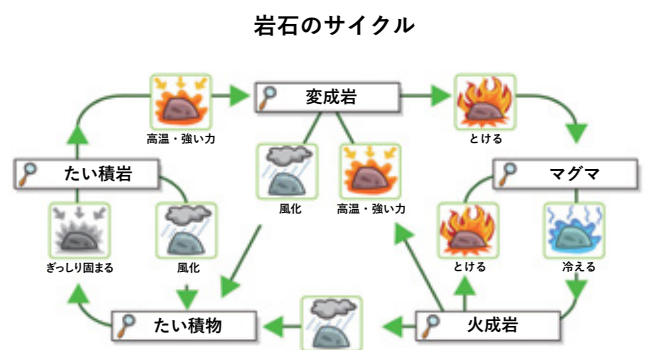 岩石のサイクル
変成岩
高温・強い力
とける
たい積岩
風化
高温・強い力
マグマ
ぎっしり固まる
風化
とける
冷える
たい積物
火成岩